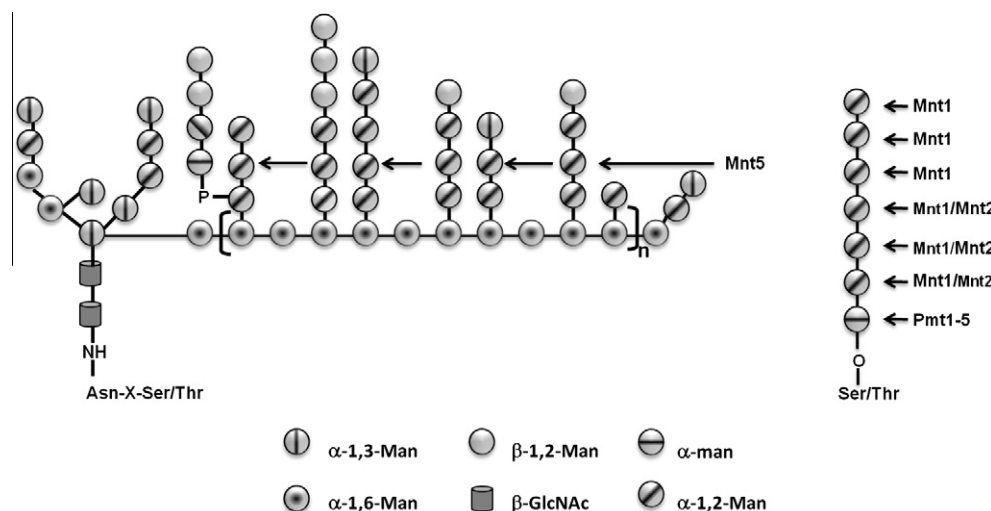 Mnt1
Mnt1
Mnt5
Mnt1
P
Mnt1/Mnt2
n
Mnt1/Mnt2
Mnt1/Mnt2
Pmt1-5
NH
O
Asn-X-Ser/Thr
Ser/Thr
α-1,3-Man
β-1,2-Man
α-man
α-1,6-Man
β-GlcNAc
α-1,2-Man